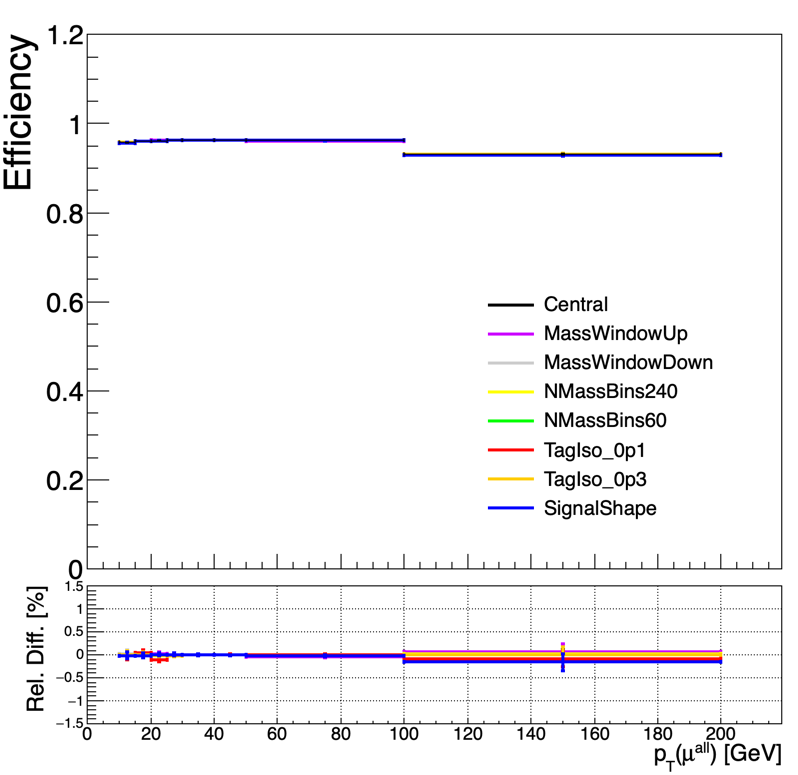 Efficiency
1.2
1
0.8
0.6
0.4
0.2
0
Central
MassWindowUp
MassWindowDown
NMassBins240
NMassBins60
TagIso_0p1
TagIso_0p3
SignalShape
Rel. Diff. [%]
1.5
1
0.5
0
−0.5
−1
−1.5
0 20 40 60 80 100 120 140 160 180 200
p_T(μ^all) [GeV]